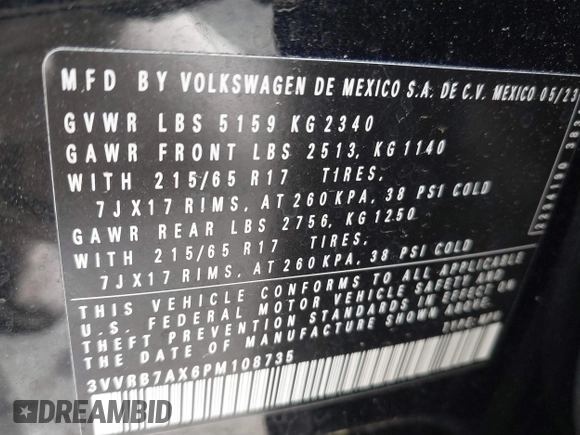 MFD BY VOLKSWAGEN DE MEXICO S.A. DE C.V. MEXICO 05/23
GVWR LBS 5159 KG 2340
GAWR FRONT LBS 2513, KG 1140
WITH 215/65 R17 TIRES,
7JX17 RIMS, AT 260 KPA, 38 PSI COLD
GAWR REAR LBS 2756, KG 1250
WITH 215/65 R17 TIRES,
7JX17 RIMS, AT 260 KPA, 38 PSI COLD
THIS VEHICLE CONFORMS TO ALL APPLICABLE
U.S. FEDERAL MOTOR VEHICLE SAFETY AND
THEFT PREVENTION STANDARDS IN EFFECT ON
THE DATE OF MANUFACTURE SHOWN ABOVE.
3VVRB7AX6PM108735
DREAMBID